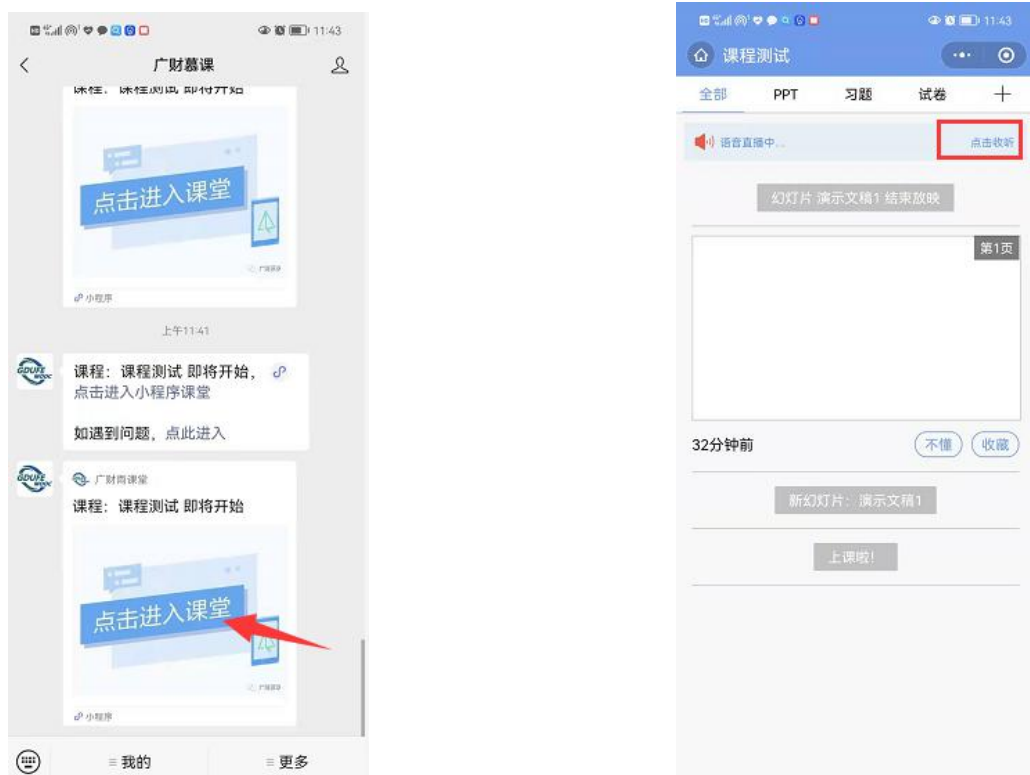 11:43
广财慕课
课程：课程测试 即将开始
点击进入课堂
小程序
上午11:41
课程：课程测试 即将开始，
点击进入小程序课堂
如遇到问题，点此进入
广财雨课堂
课程：课程测试 即将开始
点击进入课堂
小程序
我的
更多
11:43
课程测试
全部 PPT 习题 试卷
语音直播中... 点击收听
幻灯片 演示文稿1 结束放映
第1页
32分钟前 不懂 收藏
新幻灯片：演示文稿1
上课啦！